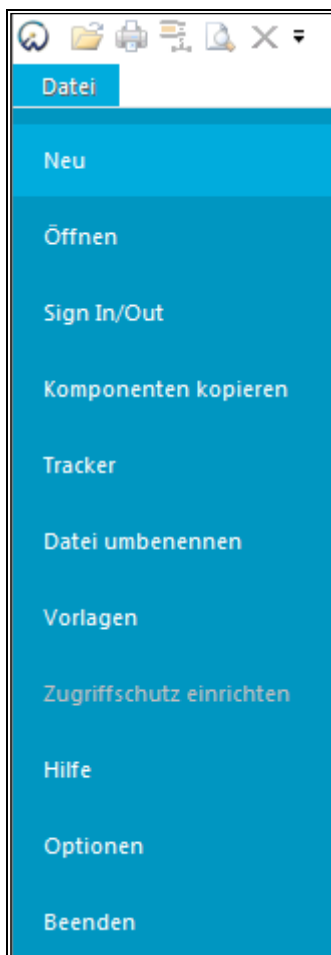 Datei
Neu
Öffnen
Sign In/Out
Komponenten kopieren
Tracker
Datei umbenennen
Vorlagen
Zugriffschutz einrichten
Hilfe
Optionen
Beenden